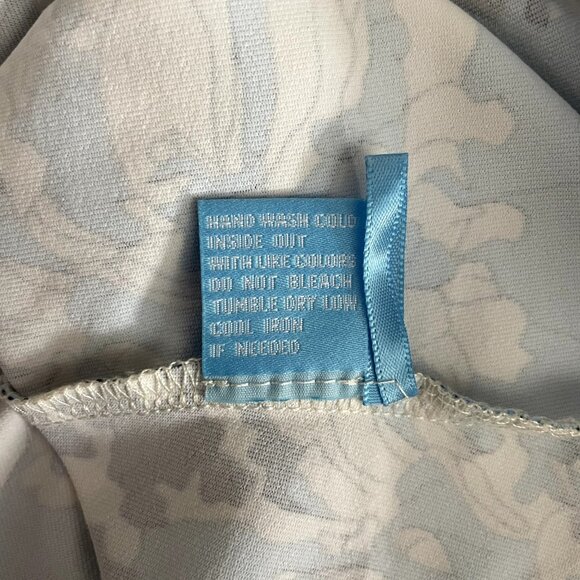 HAND WASH COLD
INSIDE OUT
WITH LIKE COLORS
DO NOT BLEACH
TUMBLE DRY LOW
COOL IRON
IF NEEDED